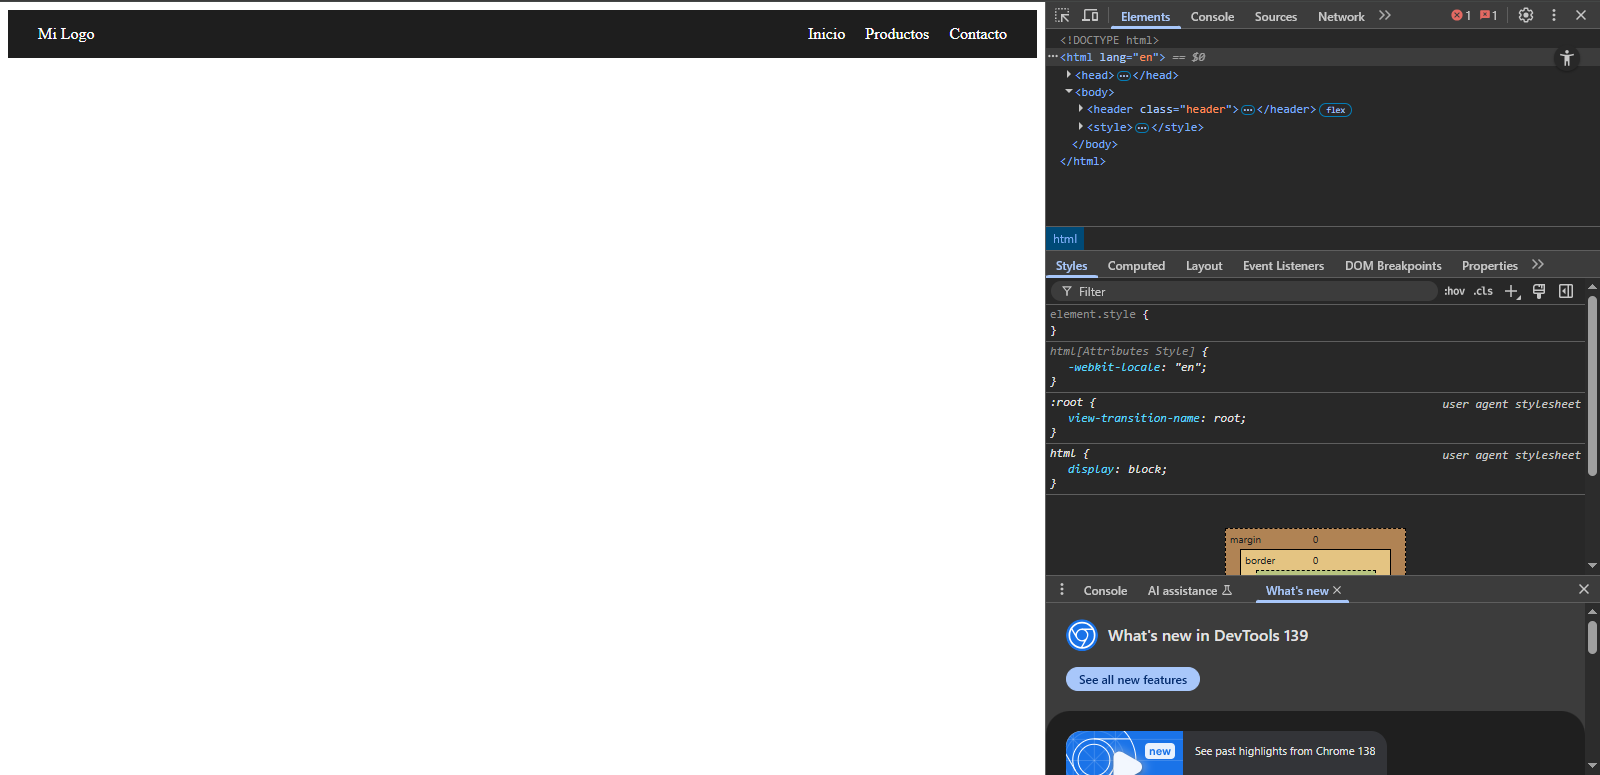 Mi Logo Inicio Productos Contacto
Elements Console Sources Network 1 1
<!DOCTYPE html>
<html lang="en"> == $0
<head> </head>
<body>
<header class="header"> </header> flex
<style> </style>
</body>
</html>
html
Styles Computed Layout Event Listeners DOM Breakpoints Properties
Filter :hov .cls
element.style {
}
html[Attributes Style] {
-webkit-locale: "en";
}
:root { user agent stylesheet
view-transition-name: root;
}
html { user agent stylesheet
display: block;
}
margin 0
border 0
Console AI assistance What's new
What's new in DevTools 139
See all new features
new See past highlights from Chrome 138